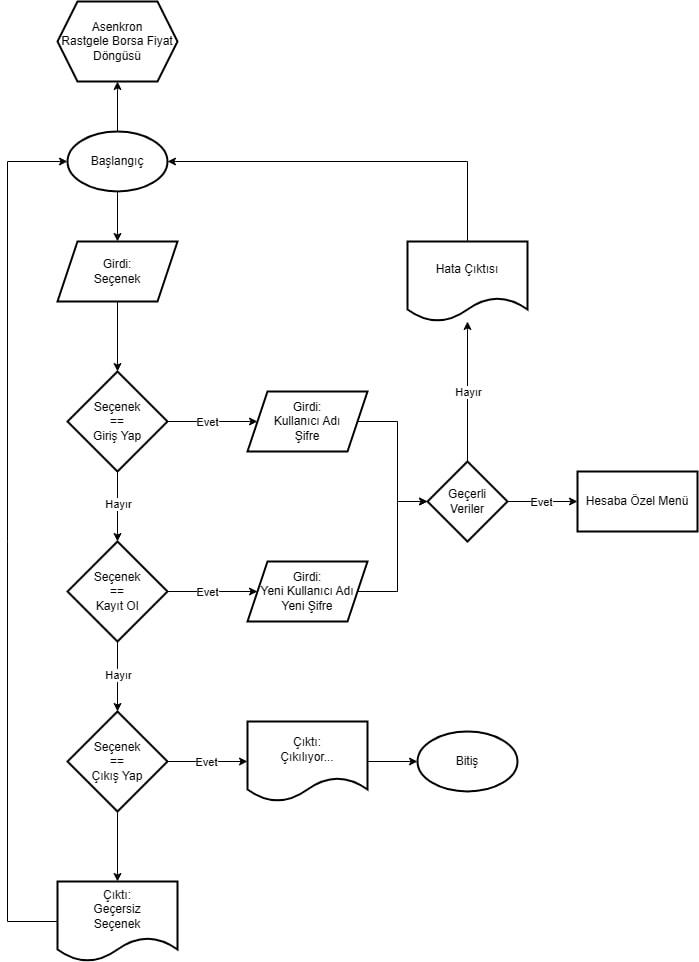 Asenkron
Rastgele Borsa Fiyat
Döngüsü
Başlangıç
Girdi:
Seçenek
Hata Çıktısı
Hayır
Seçenek
==
Giriş Yap
Evet
Girdi:
Kullanıcı Adı
Şifre
Geçerli
Veriler
Evet
Hesaba Özel Menü
Hayır
Seçenek
==
Kayıt Ol
Evet
Girdi:
Yeni Kullanıcı Adı
Yeni Şifre
Hayır
Seçenek
==
Çıkış Yap
Evet
Çıktı:
Çıkılıyor...
Bitiş
Çıktı:
Geçersiz
Seçenek